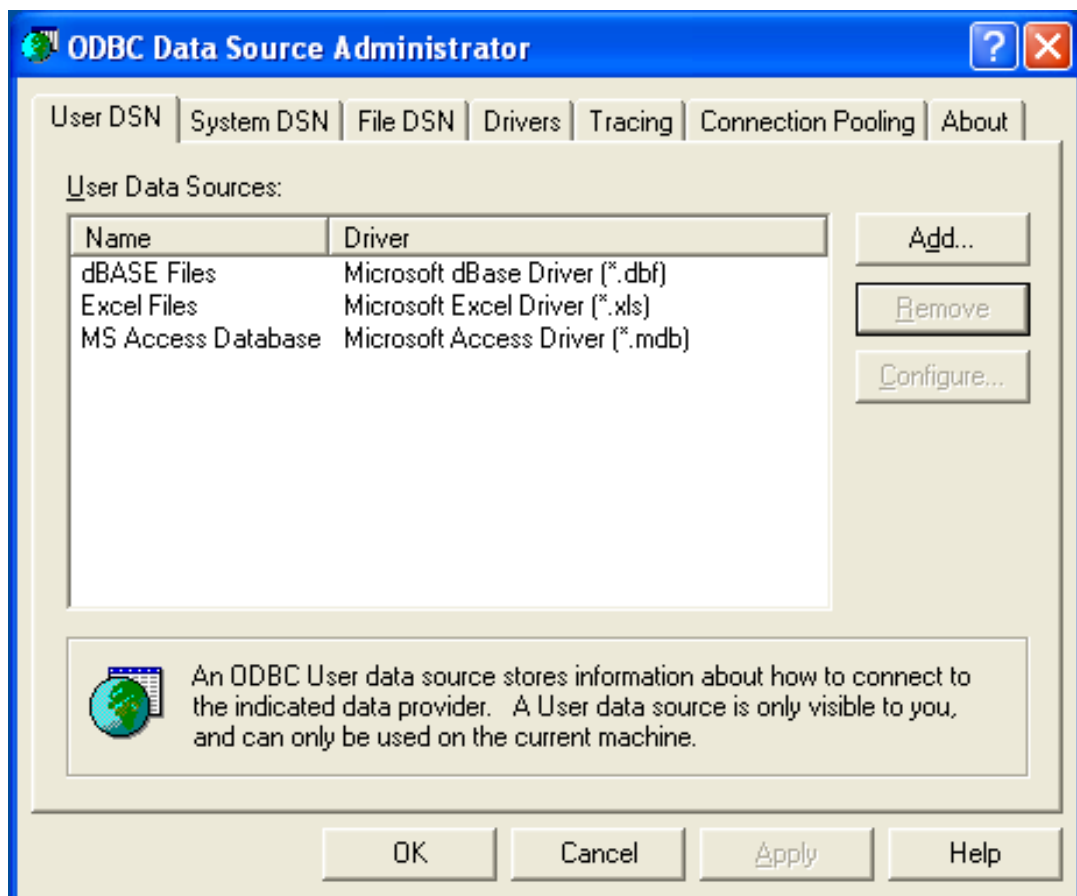 ODBC Data Source Administrator
User DSN System DSN File DSN Drivers Tracing Connection Pooling About
User Data Sources:
Name Driver
dBASE Files Microsoft dBase Driver (*.dbf)
Excel Files Microsoft Excel Driver (*.xls)
MS Access Database Microsoft Access Driver (*.mdb)
Add...
Remove
Configure...
An ODBC User data source stores information about how to connect to
the indicated data provider. A User data source is only visible to you,
and can only be used on the current machine.
OK Cancel Apply Help